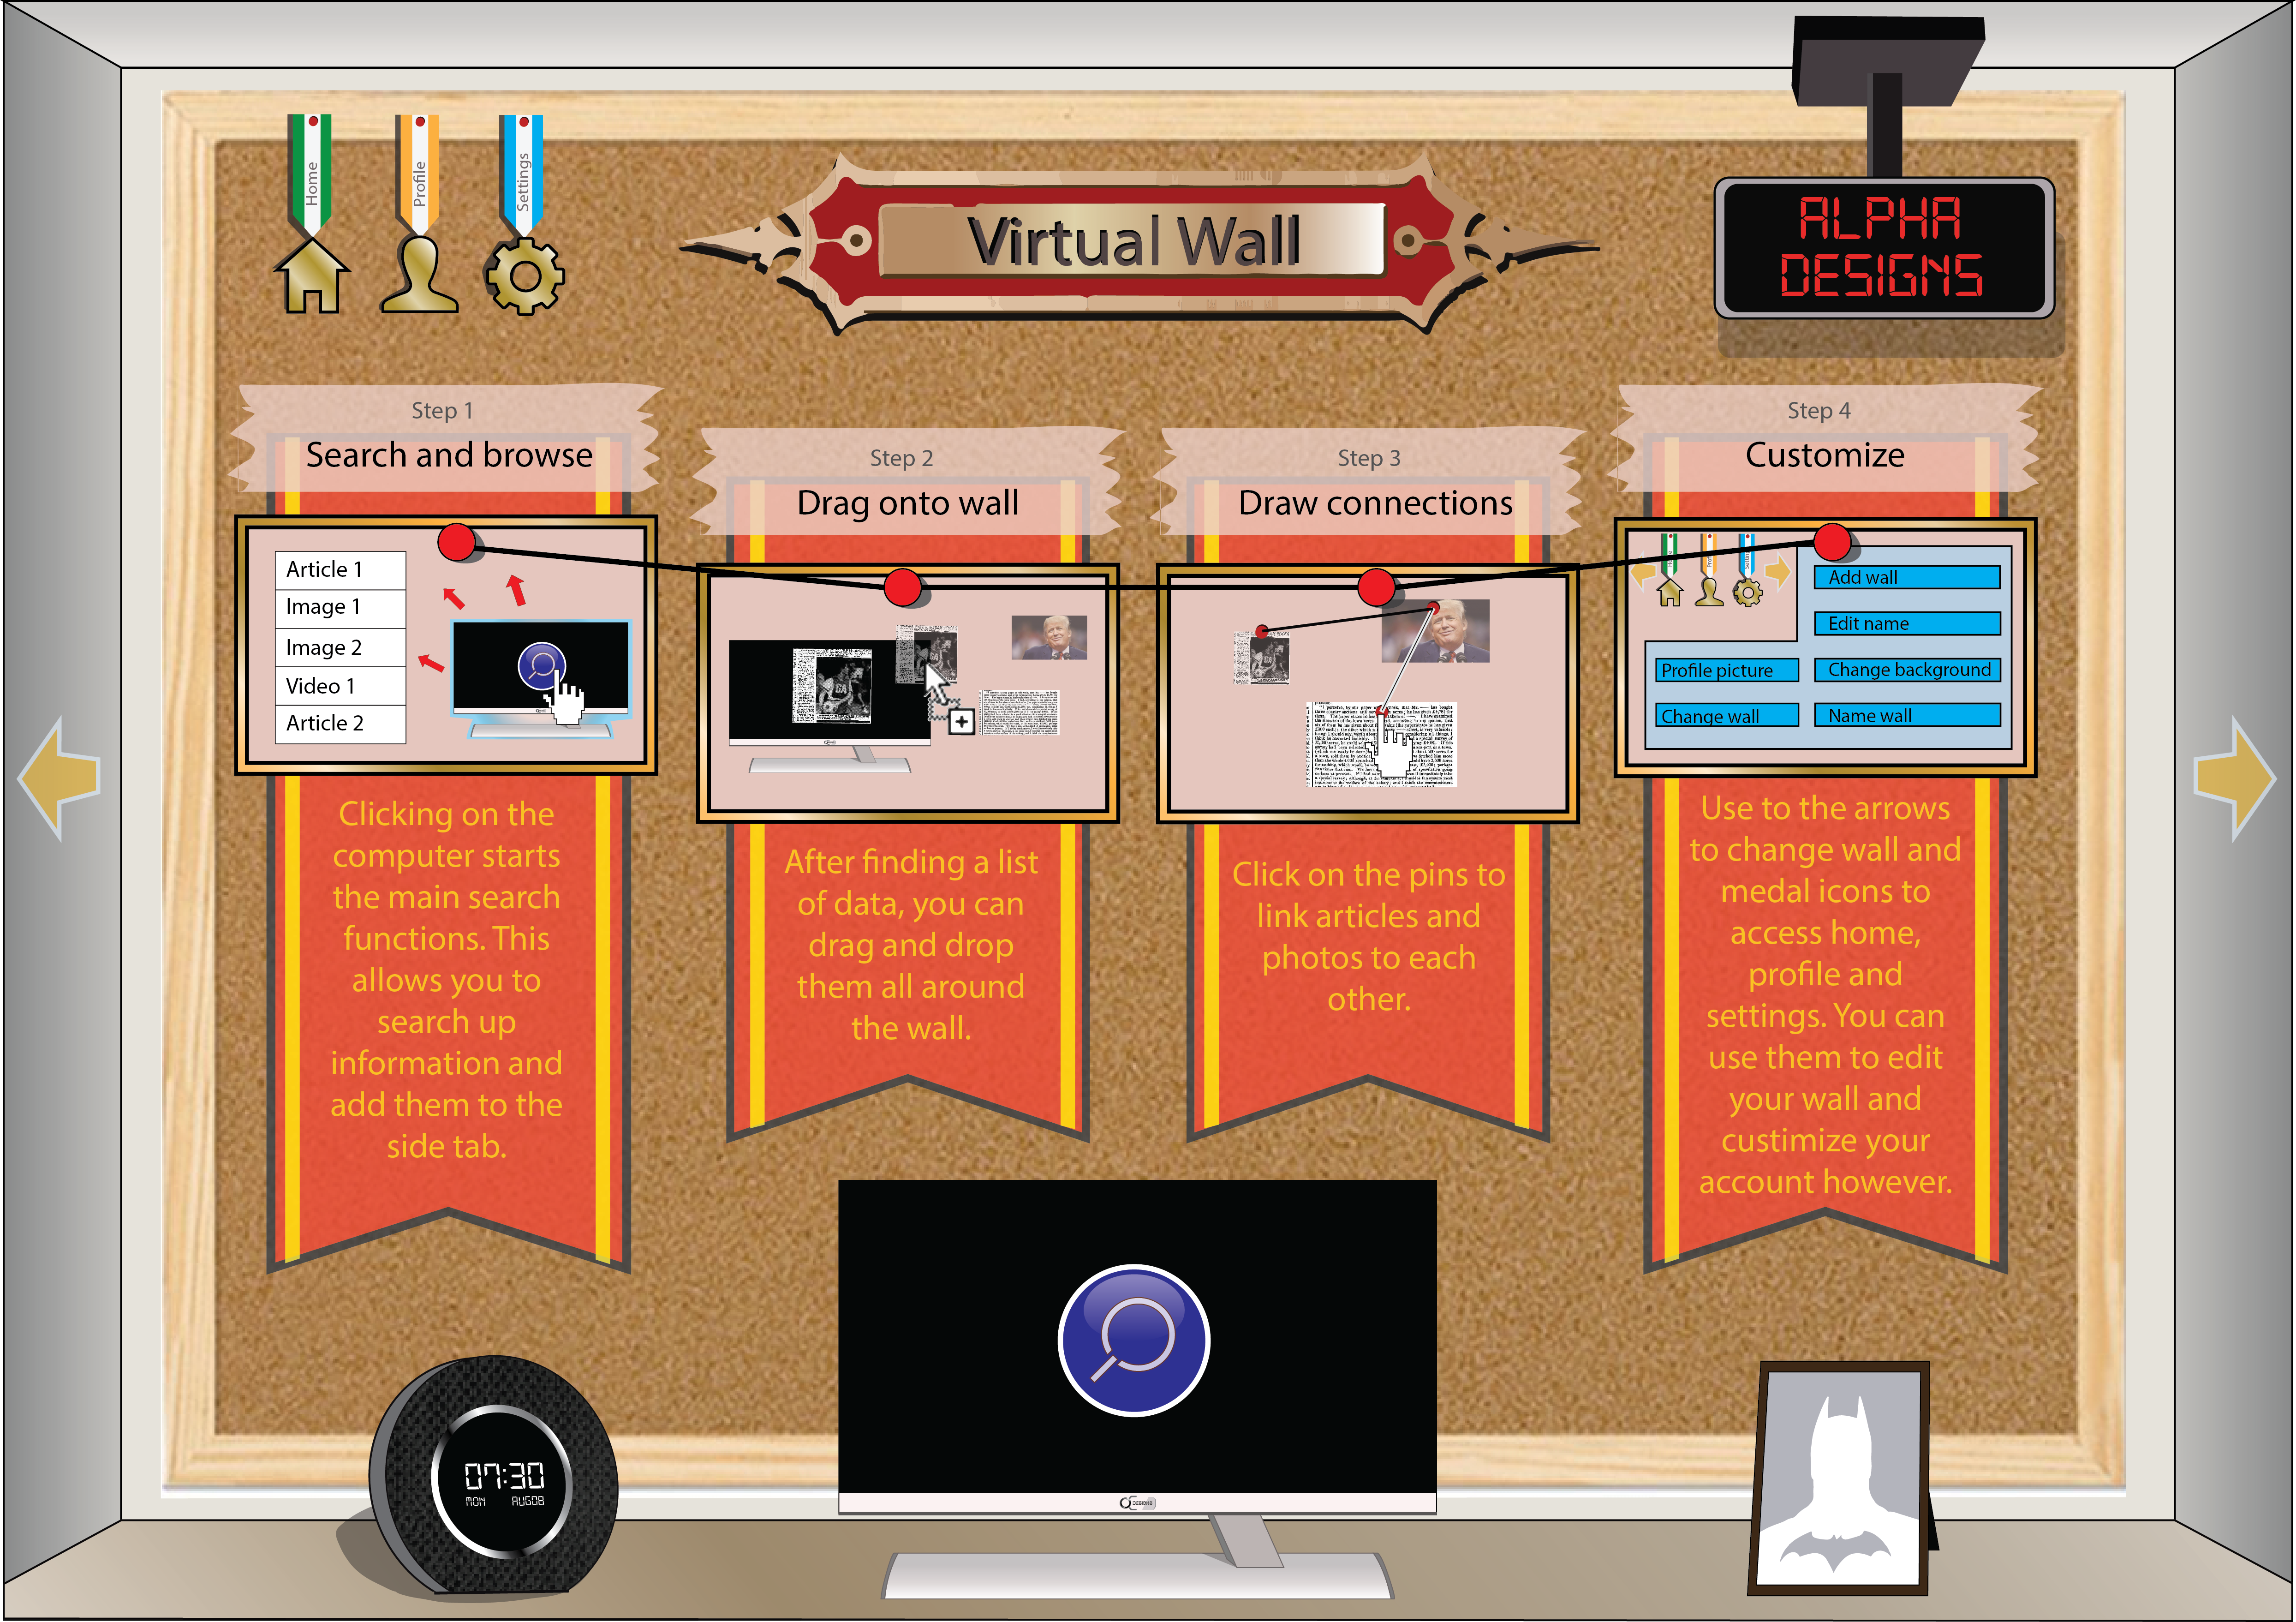 Home
Profile
Settings
Virtual Wall
ALPHA
DESIGNS
Step 1
Search and browse
Article 1
Image 1
Image 2
Video 1
Article 2
Clicking on the
computer starts
the main search
functions. This
allows you to
search up
information and
add them to the
side tab.
Step 2
Drag onto wall
After finding a list
of data, you can
drag and drop
them all around
the wall.
Step 3
Draw connections
Click on the pins to
link articles and
photos to each
other.
Step 4
Customize
Add wall
Edit name
Profile picture
Change background
Change wall
Name wall
Use to the arrows
to change wall and
medal icons to
access home,
profile and
settings. You can
use them to edit
your wall and
custimize your
account however.
07:30
MON AUG08